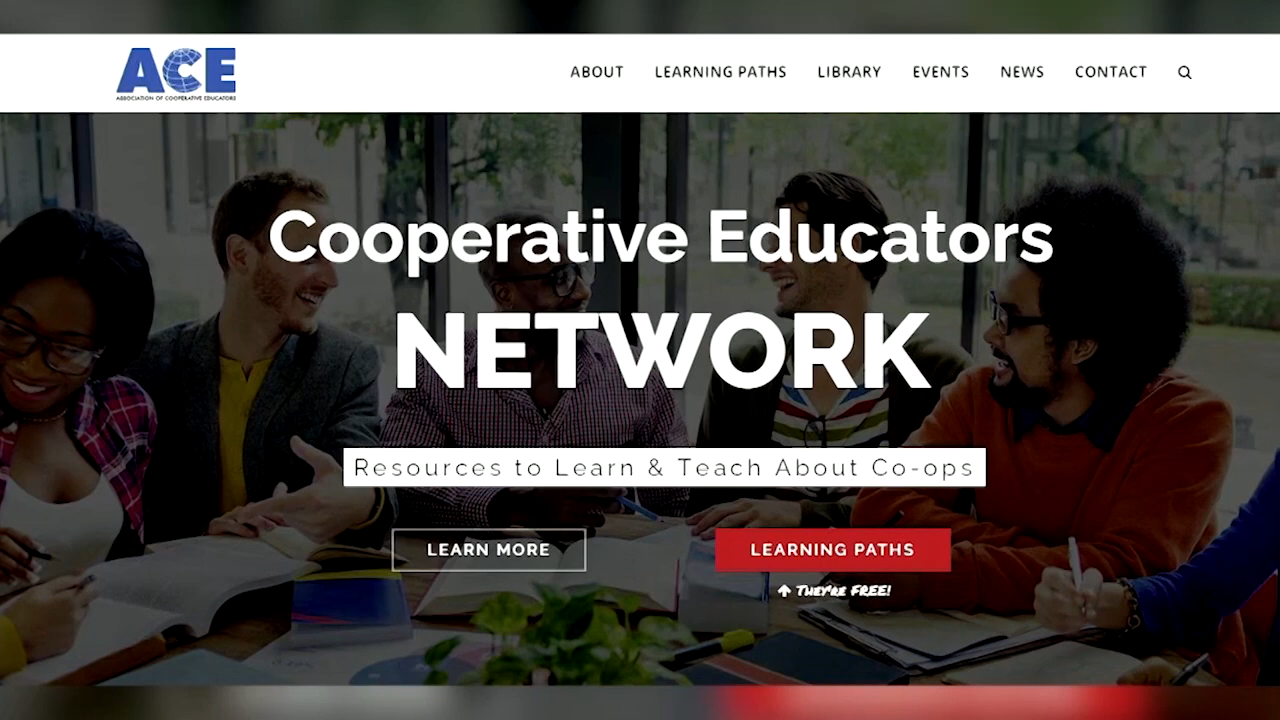 ACE
ASSOCIATION OF COOPERATIVE EDUCATORS
ABOUT LEARNING PATHS LIBRARY EVENTS NEWS CONTACT
Cooperative Educators
NETWORK
Resources to Learn & Teach About Co-ops
LEARN MORE LEARNING PATHS
They're FREE!